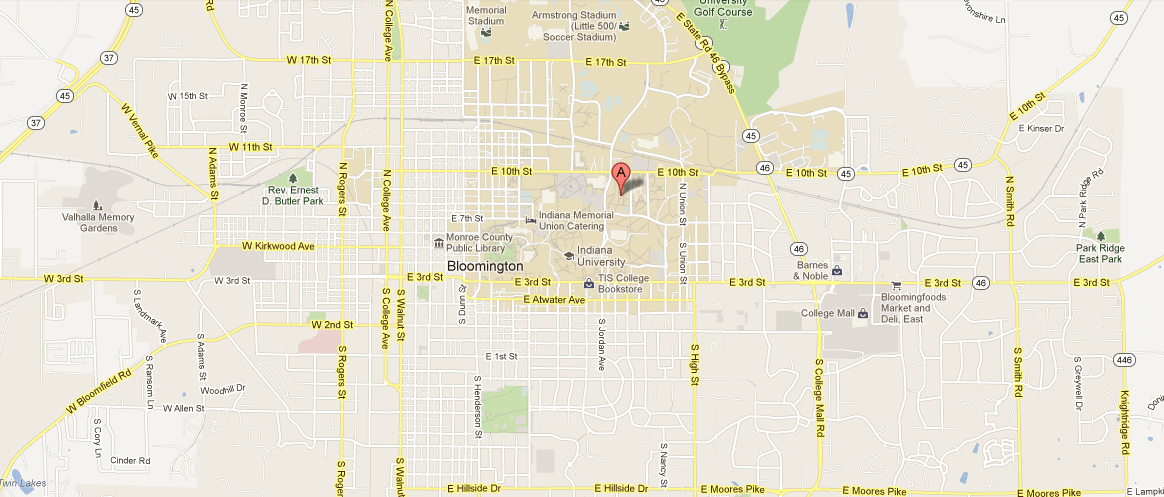 45
N College Ave
Memorial
Stadium
Armstrong Stadium
(Little 500/
Soccer Stadium)
45
University
Golf Course
evonshire Ln
45
Rd
37
E State Rd 46 Bypass
W 17th St
E 17th St
E 17th St
45
37
W 15th St
N Monroe St
W Vernal Pike
E 10th St
E Kinser Dr
45
W 11th St
46
45
E 10th St
A
E 10th St
E 10th St
45
E 10th St
45
N Adams St
N Rogers St
N College Ave
Rev. Ernest
D. Butler Park
N Union St
N Smith Rd
N Park Ridge Rd
Valhalla Memory
Gardens
E 7th St
Indiana Memorial
Union Catering
W Kirkwood Ave
Monroe County
Public Library
Indiana
University
S Union St
46
Park Ridge
East Park
Bloomington
Barnes
& Noble
W 3rd St
W 3rd St
E 3rd St
E 3rd St
TIS College
Bookstore
E 3rd St
E 3rd St
46
E 3rd St
E Atwater Ave
Bloomingfoods
Market and
Deli, East
College Mall
S Landmark Ave
S College Ave
S Walnut St
S Dunn St
W 2nd St
S Adams St
S Jordan Ave
E 1st St
S Rogers St
S High St
S College Mall Rd
S Smith Rd
S Greywell Dr
446
W Bloomfield Rd
S Ransom Ln
Woodhill Dr
W Allen St
S Henderson St
Knightridge Rd
S Cory Ln
Cinder Rd
S Nancy St
S Rogers
S Walnut
Twin Lakes
E Hillside Dr
E Hillside Dr
E Moores Pike
E Moores Pike
E Lampki